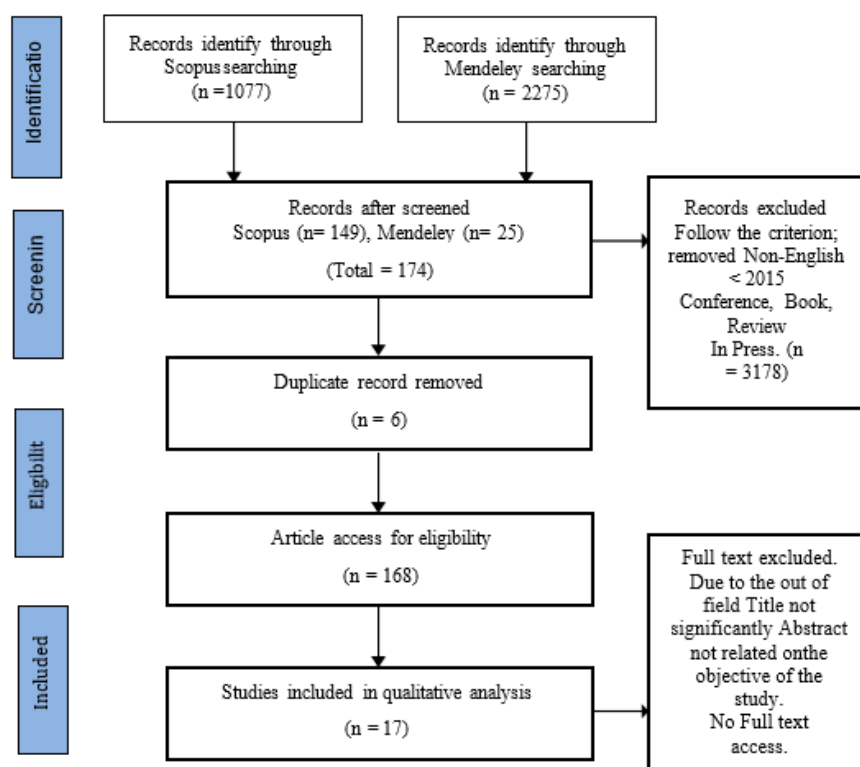 Identificatio
Records identify through
Scopus searching
(n =1077)
Records identify through
Mendeley searching
(n = 2275)
Screenin
Records after screened
Scopus (n= 149), Mendeley (n= 25)
(Total = 174)
Records excluded
Follow the criterion;
removed Non-English
< 2015
Conference, Book,
Review
In Press. (n
= 3178)
Duplicate record removed
(n = 6)
Eligibilit
Article access for eligibility
(n = 168)
Included
Studies included in qualitative analysis
(n = 17)
Full text excluded.
Due to the out of
field Title not
significantly Abstract
not related onthe
objective of the
study.
No Full text
access.